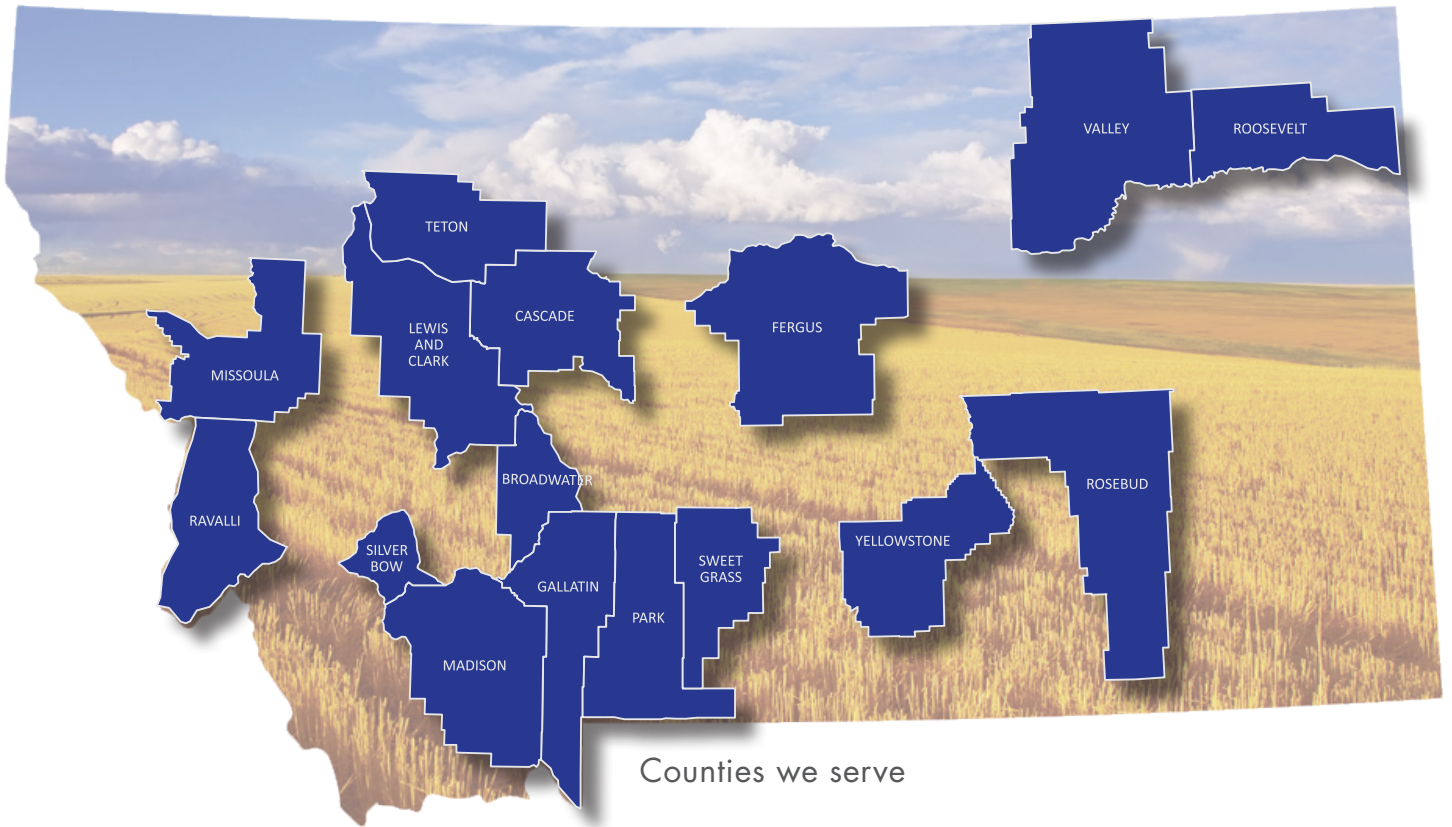 VALLEY
ROOSEVELT
TETON
CASCADE
LEWIS
AND
CLARK
FERGUS
MISSOULA
BROADWATER
ROSEBUD
RAVALLI
YELLOWSTONE
SILVER
BOW
SWEET
GRASS
GALLATIN
PARK
MADISON
Counties we serve